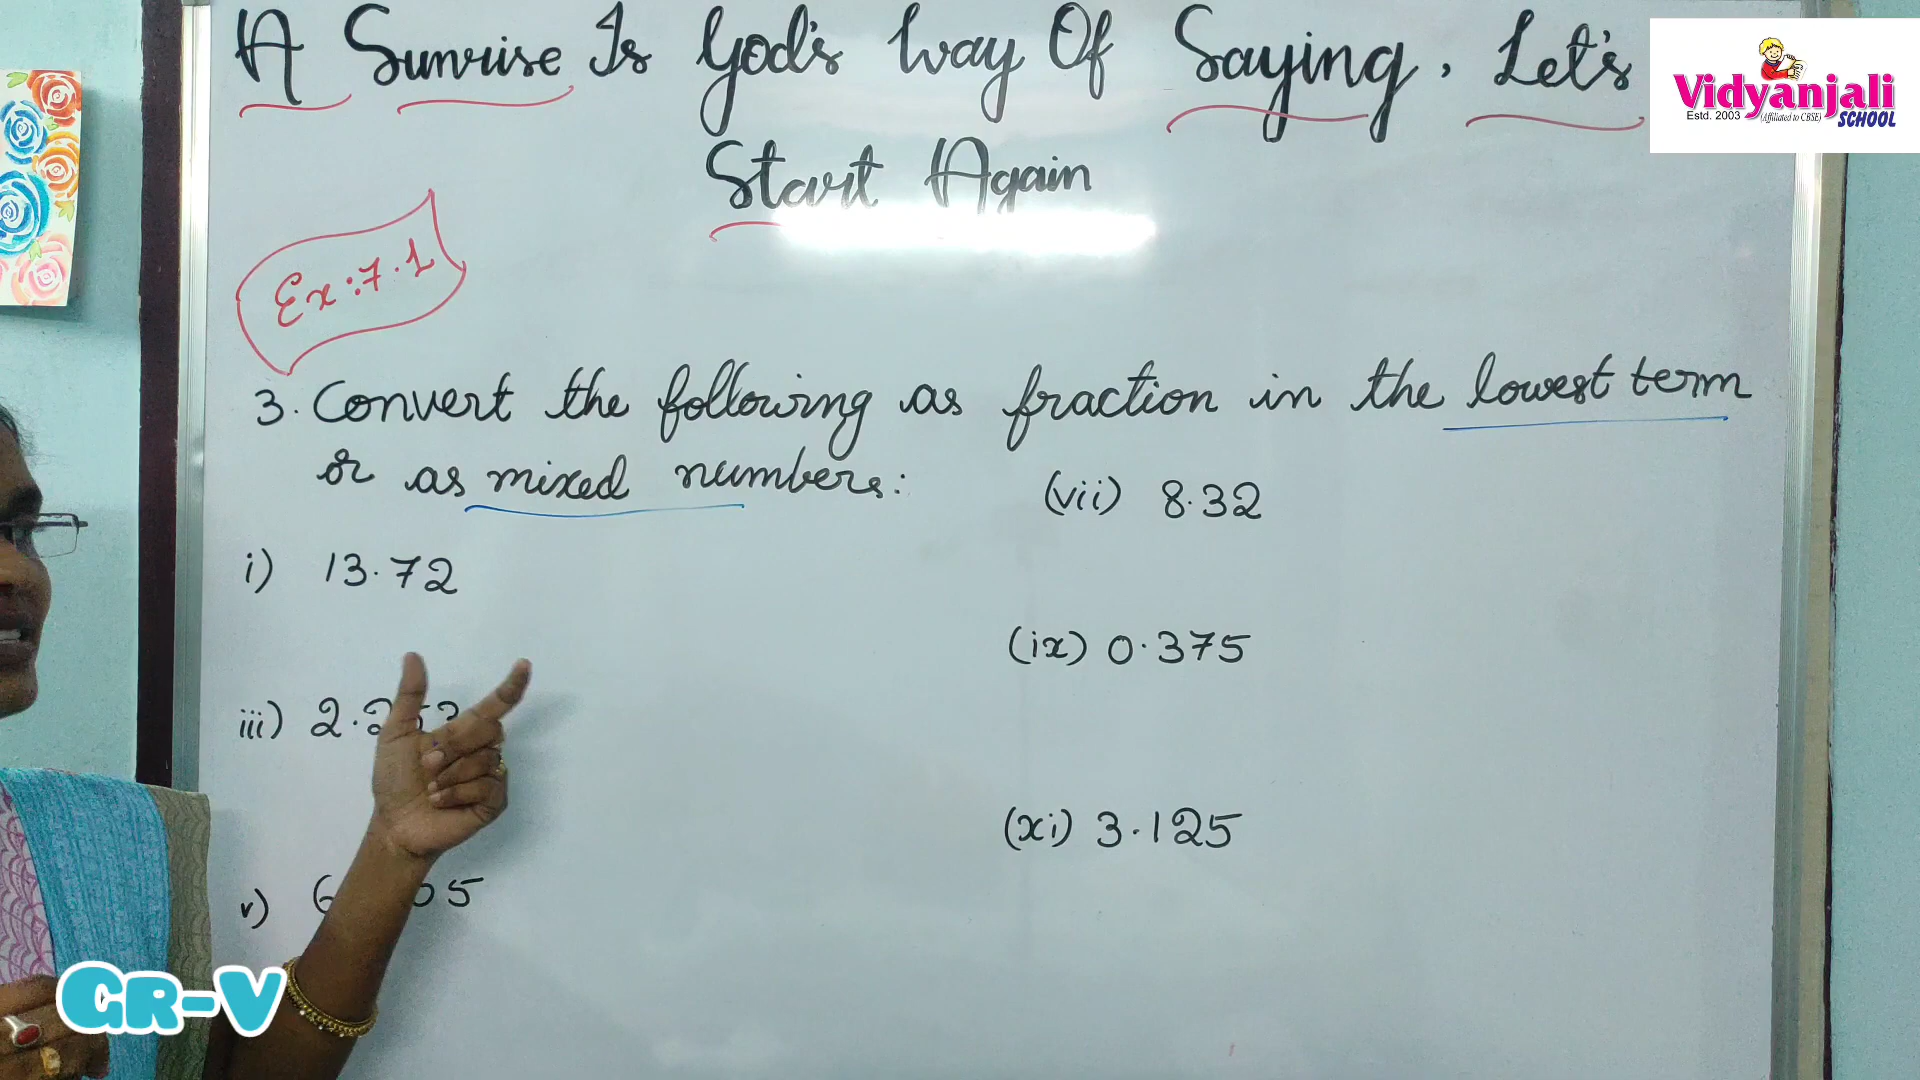 A Sunrise Is God's Way Of Saying, Let's
Start Again
Vidyanjali
Estd. 2003 (Affiliated to CBSE) SCHOOL
Ex:7.1
3. Convert the following as fraction in the lowest term
or as mixed numbers:
(vii) 8.32
i) 13.72
(ix) 0.375
iii)
(xi) 3.125
v)
GR-V